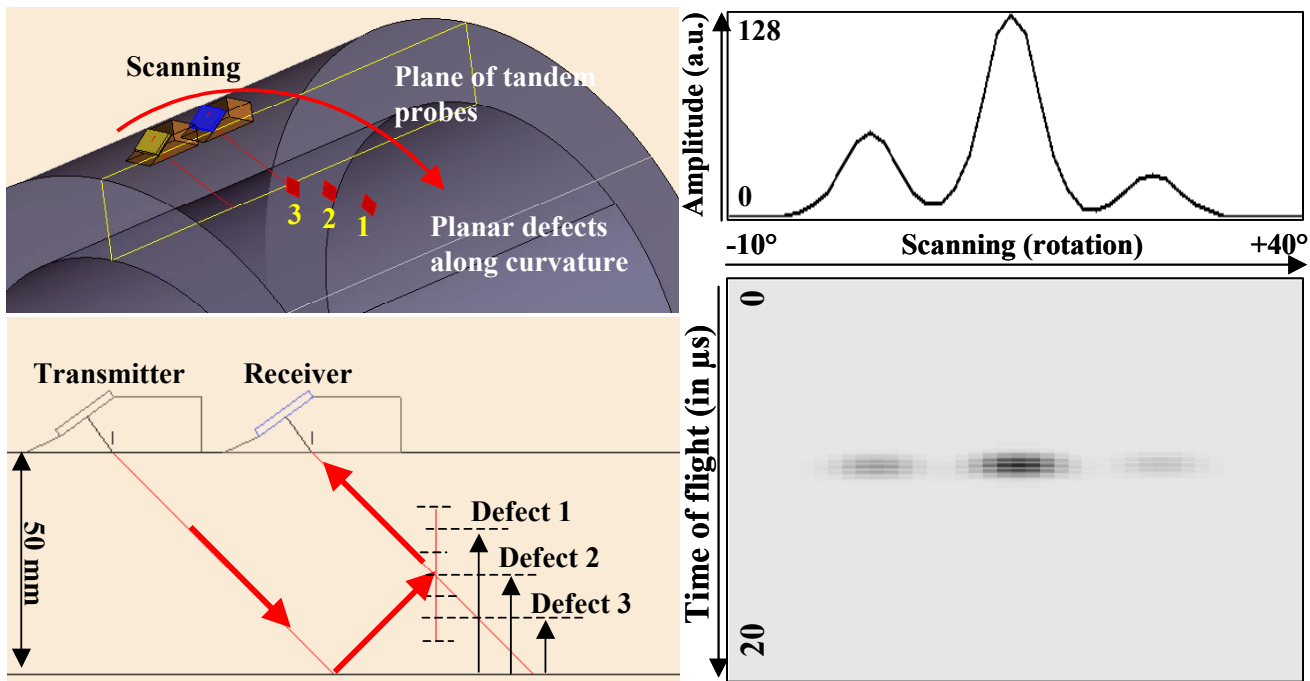 Scanning
Plane of tandem
probes
3
2
1
Planar defects
along curvature
Transmitter
Receiver
50 mm
Defect 1
Defect 2
Defect 3
Amplitude (a.u.)
128
0
-10°
Scanning (rotation)
+40°
Time of flight (in µs)
0
20